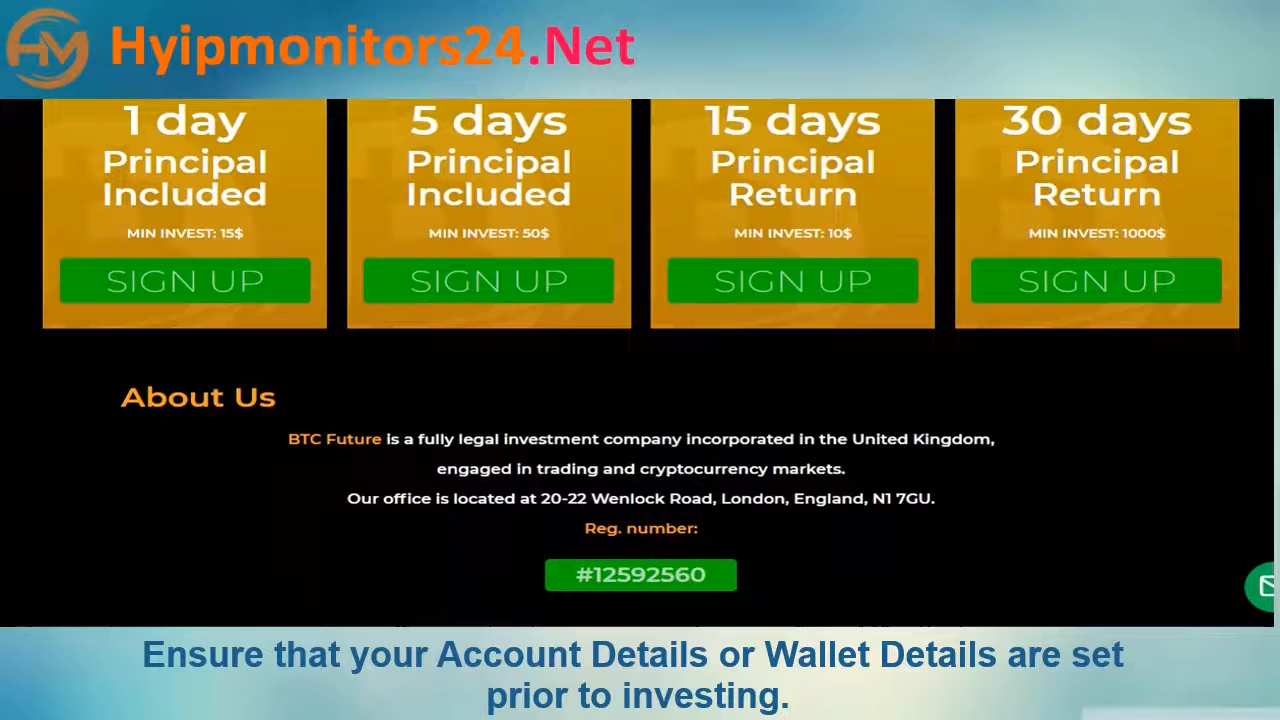 Hyipmonitors24.Net
1 day
Principal
Included
MIN INVEST: 15$
SIGN UP
5 days
Principal
Included
MIN INVEST: 50$
SIGN UP
15 days
Principal
Return
MIN INVEST: 10$
SIGN UP
30 days
Principal
Return
MIN INVEST: 1000$
SIGN UP
About Us
BTC Future is a fully legal investment company incorporated in the United Kingdom,
engaged in trading and cryptocurrency markets.
Our office is located at 20-22 Wenlock Road, London, England, N1 7GU.
Reg. number:
#12592560
Ensure that your Account Details or Wallet Details are set
prior to investing.